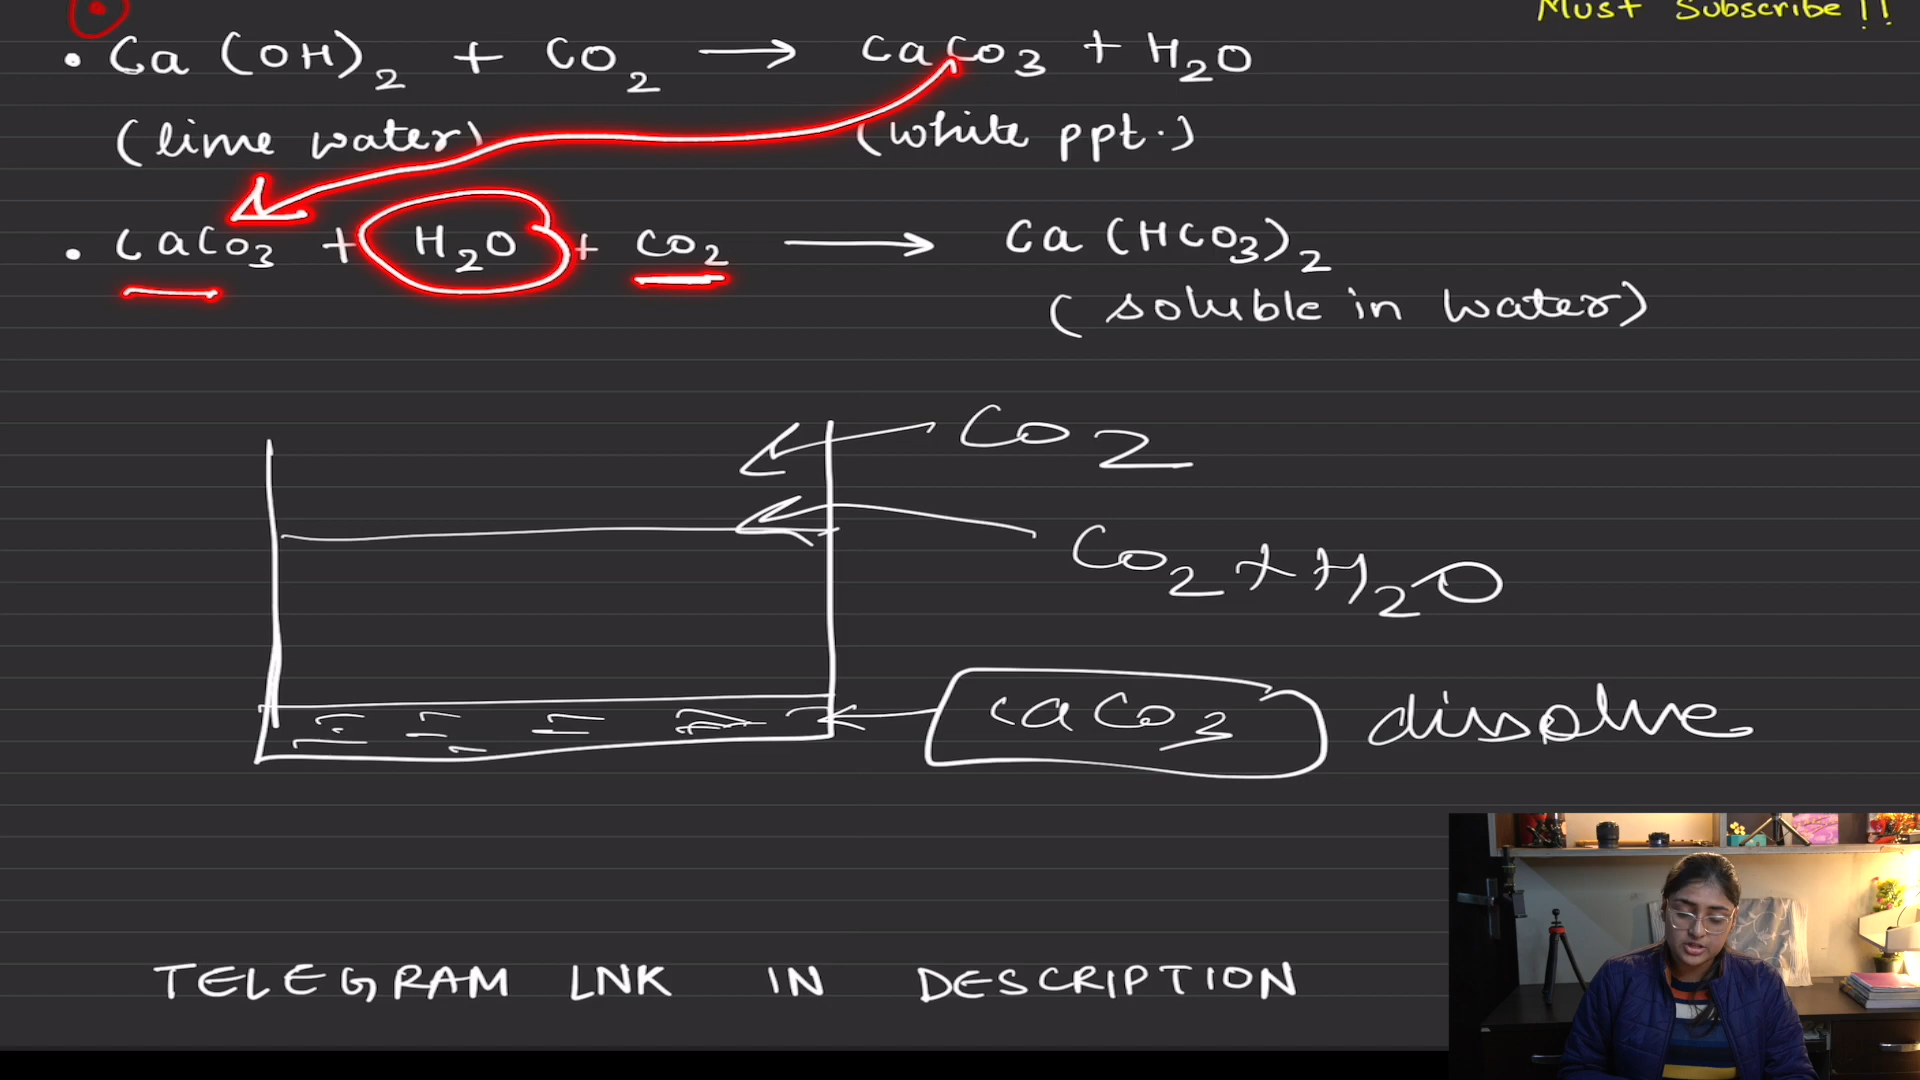 Must Subscribe !!
• Ca (OH)₂ + CO₂ → CaCO₃ + H₂O
(lime water) (white ppt.)
• CaCO₃ + H₂O + CO₂ → Ca (HCO₃)₂
(soluble in water)
CO₂
CO₂ + H₂O
CaCO₃ dissolve
TELEGRAM LNK IN DESCRIPTION